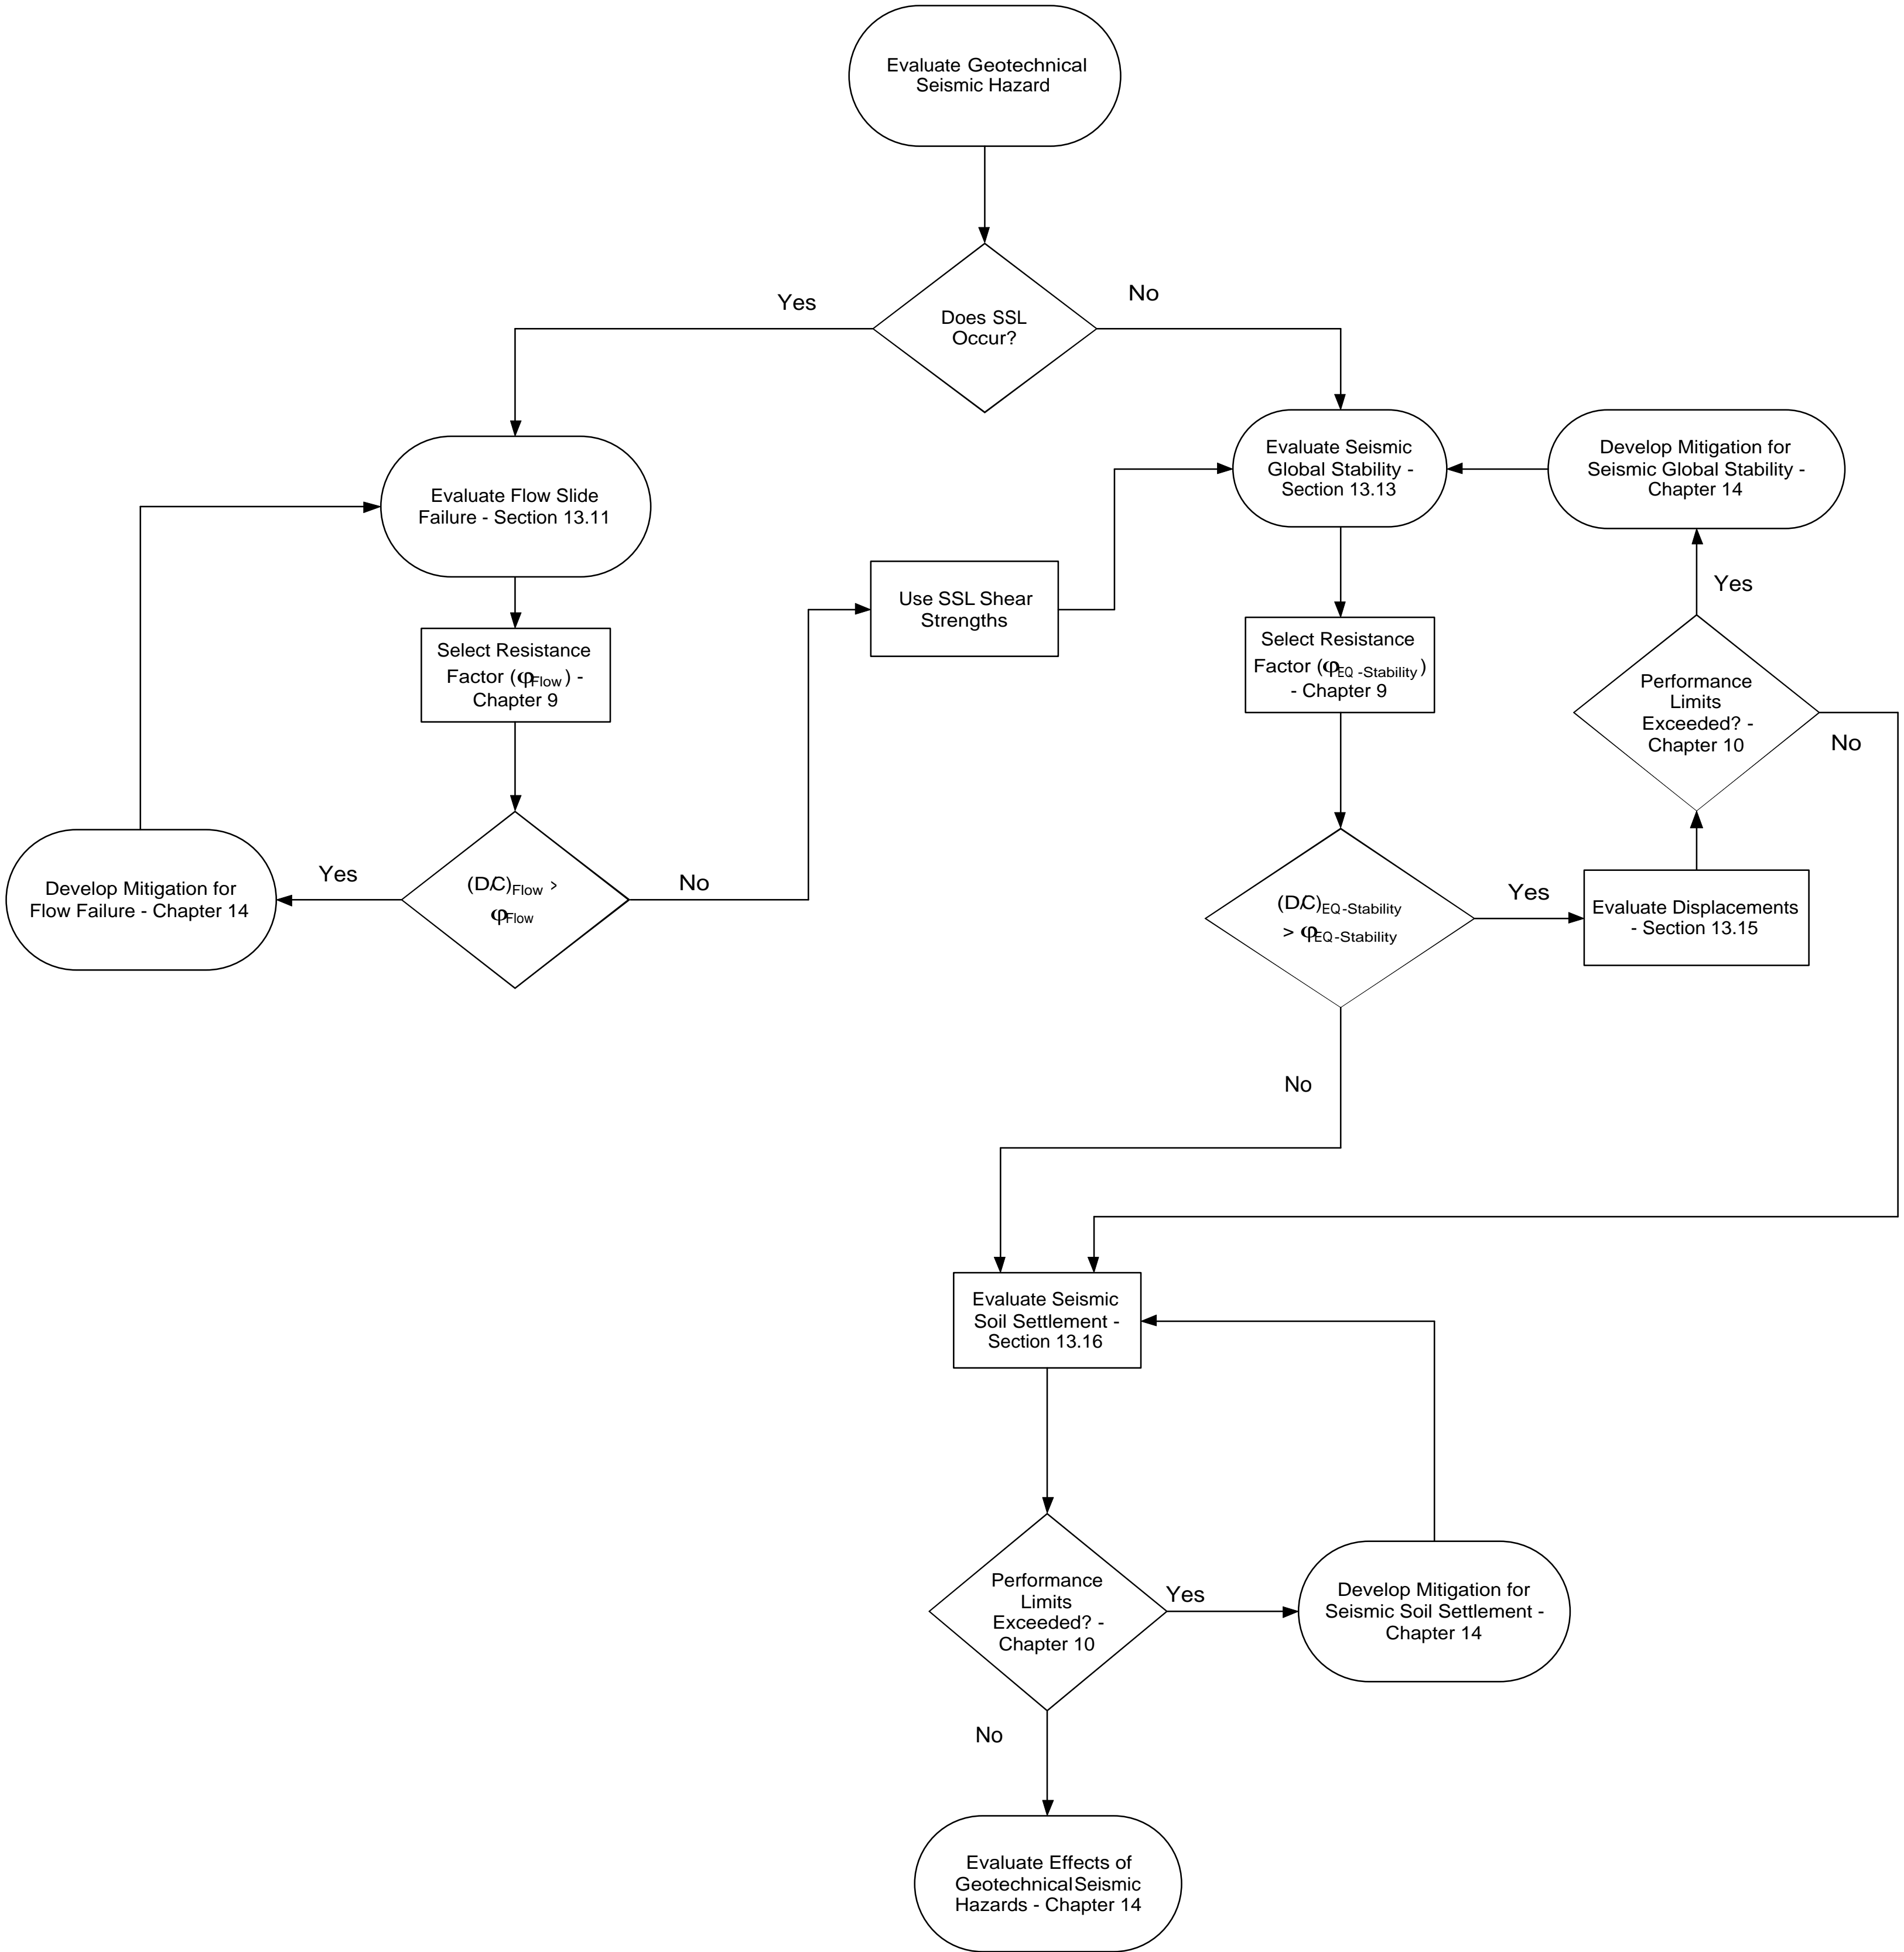 Evaluate Geotechnical
Seismic Hazard
Does SSL
Occur?
Yes
No
Evaluate Flow Slide
Failure - Section 13.11
Select Resistance
Factor (φFlow) -
Chapter 9
(D/C)Flow >
φFlow
Yes
No
Develop Mitigation for
Flow Failure - Chapter 14
Use SSL Shear
Strengths
Evaluate Seismic
Global Stability -
Section 13.13
Select Resistance
Factor (φEQ -Stability)
- Chapter 9
(D/C)EQ-Stability
> φEQ-Stability
Yes
No
Evaluate Displacements
- Section 13.15
Performance
Limits
Exceeded? -
Chapter 10
Yes
No
Develop Mitigation for
Seismic Global Stability -
Chapter 14
Evaluate Seismic
Soil Settlement -
Section 13.16
Performance
Limits
Exceeded? -
Chapter 10
Yes
No
Develop Mitigation for
Seismic Soil Settlement -
Chapter 14
Evaluate Effects of
Geotechnical Seismic
Hazards - Chapter 14